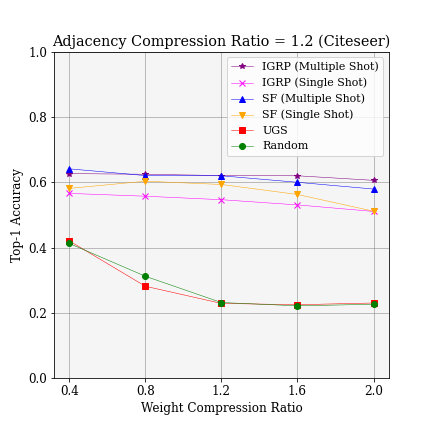 Adjacency Compression Ratio = 1.2 (Citeseer)
IGRP (Multiple Shot)
IGRP (Single Shot)
SF (Multiple Shot)
SF (Single Shot)
UGS
Random
Top-1 Accuracy
1.0
0.8
0.6
0.4
0.2
0.0
0.4 0.8 1.2 1.6 2.0
Weight Compression Ratio